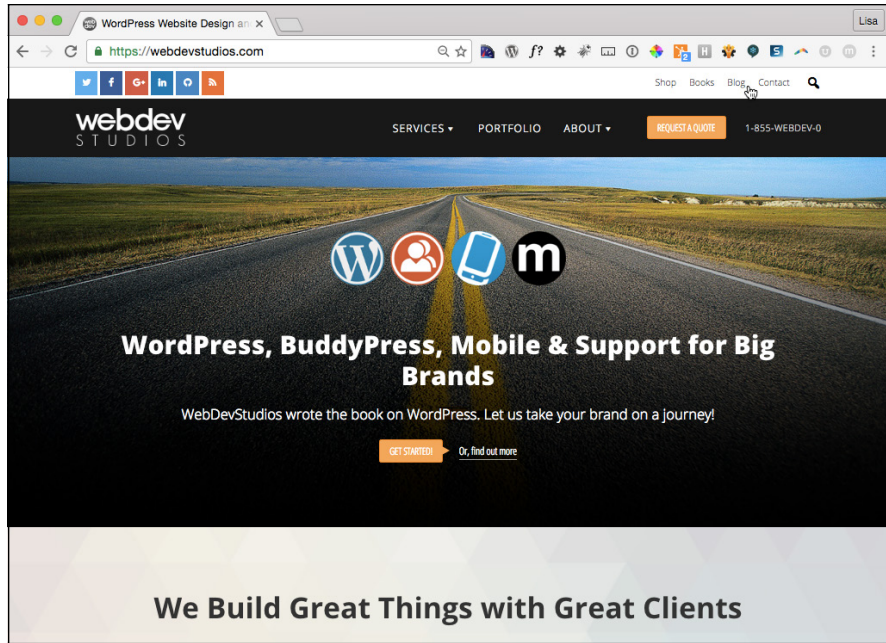 WordPress Website Design an
Lisa
https://webdevstudios.com
f?
2
H
S
f
G+
in
Shop Books Blog Contact
webdev
STUDIOS
SERVICES ▾ PORTFOLIO ABOUT ▾
REQUEST A QUOTE
1-855-WEBDEV-0
WordPress, BuddyPress, Mobile & Support for Big
Brands
WebDevStudios wrote the book on WordPress. Let us take your brand on a journey!
GET STARTED!
Or, find out more
We Build Great Things with Great Clients